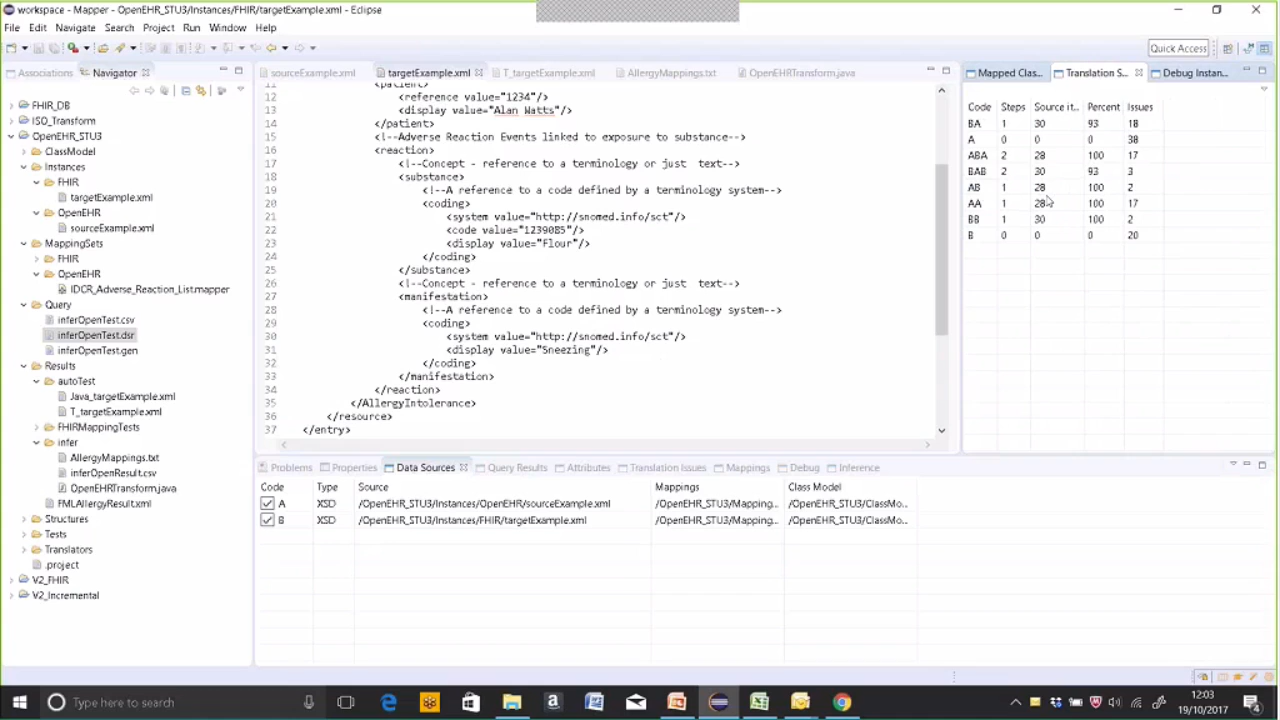 workspace - Mapper - OpenEHR_STU3/Instances/FHIR/targetExample.xml - Eclipse
File Edit Navigate Search Project Run Window Help
Quick Access
Associations Navigator
FHIR_DB
ISO_Transform
OpenEHR_STU3
ClassModel
Instances
FHIR
targetExample.xml
OpenEHR
sourceExample.xml
MappingSets
FHIR
OpenEHR
IDCR_Adverse_Reaction_List.mapper
Query
inferOpenTest.csv
inferOpenTest.dsr
inferOpenTest.gen
Results
autoTest
Java_targetExample.xml
T_targetExample.xml
FHIRMappingTests
infer
AllergyMappings.txt
inferOpenResult.csv
OpenEHRTransform.java
FMLAllergyResult.xml
Structures
Tests
Translators
.project
V2_FHIR
V2_Incremental
sourceExample.xml targetExample.xml T_targetExample.xml AllergyMappings.txt OpenEHRTransform.java
11 <patient>
12 <reference value="1234"/>
13 <display value="Alan Watts"/>
14 </patient>
15 <!--Adverse Reaction Events linked to exposure to substance-->
16 <reaction>
17 <!--Concept - reference to a terminology or just  text-->
18 <substance>
19 <!--A reference to a code defined by a terminology system-->
20 <coding>
21 <system value="http://snomed.info/sct"/>
22 <code value="1239085"/>
23 <display value="Flour"/>
24 </coding>
25 </substance>
26 <!--Concept - reference to a terminology or just  text-->
27 <manifestation>
28 <!--A reference to a code defined by a terminology system-->
29 <coding>
30 <system value="http://snomed.info/sct"/>
31 <display value="Sneezing"/>
32 </coding>
33 </manifestation>
34 </reaction>
35 </AllergyIntolerance>
36 </resource>
37 </entry>
Mapped Clas... Translation S... Debug Instan...
Code Steps Source it... Percent Issues
BA 1 30 93 18
A 0 0 0 38
ABA 2 28 100 17
BAB 2 30 93 3
AB 1 28 100 2
AA 1 28 100 17
BB 1 30 100 2
B 0 0 0 20
Problems Properties Data Sources Query Results Attributes Translation Issues Mappings Debug Inference
Code Type Source Mappings Class Model
A XSD /OpenEHR_STU3/Instances/OpenEHR/sourceExample.xml /OpenEHR_STU3/Mapping... /OpenEHR_STU3/ClassMo...
B XSD /OpenEHR_STU3/Instances/FHIR/targetExample.xml /OpenEHR_STU3/Mapping... /OpenEHR_STU3/ClassMo...
Type here to search
12:03
19/10/2017